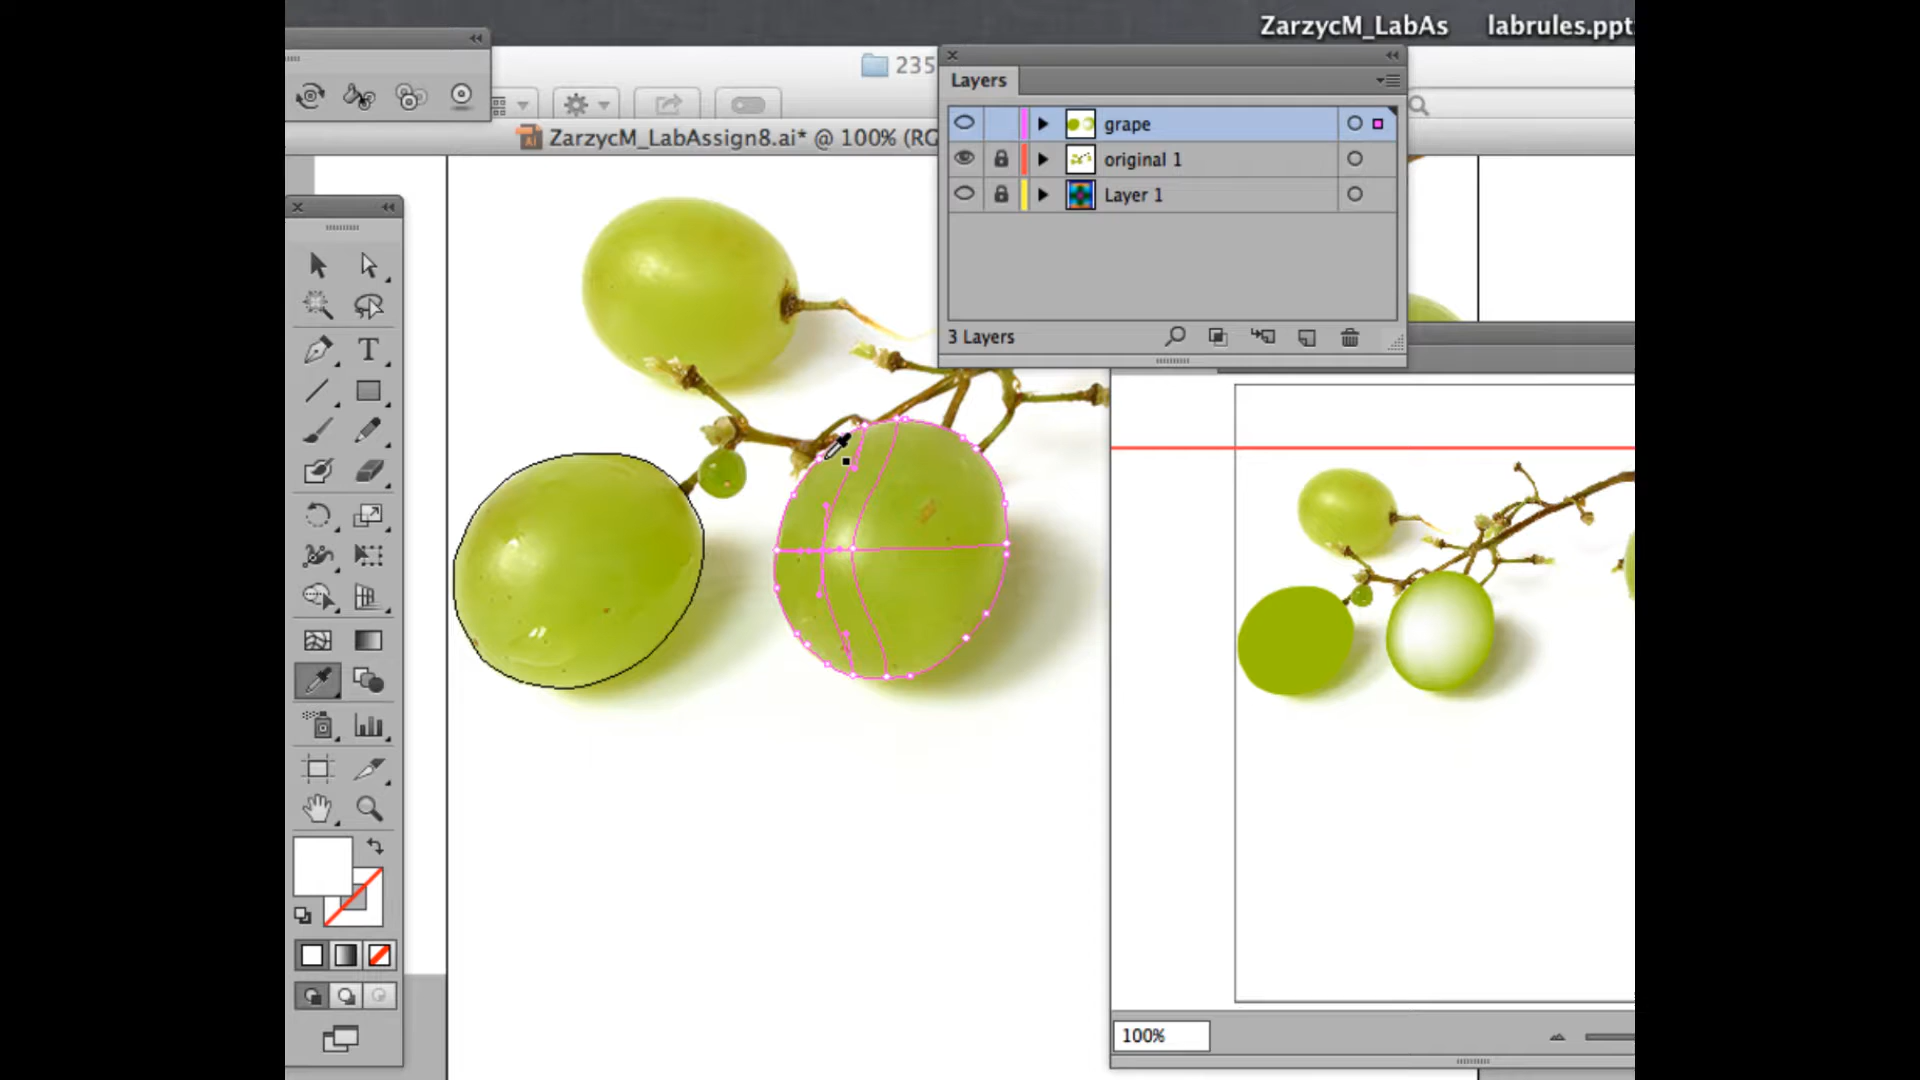 ZarzycM_LabAs labrules.ppt
235
Layers
ZarzycM_LabAssign8.ai* @ 100% (RG
grape
original 1
Layer 1
3 Layers
T
100%